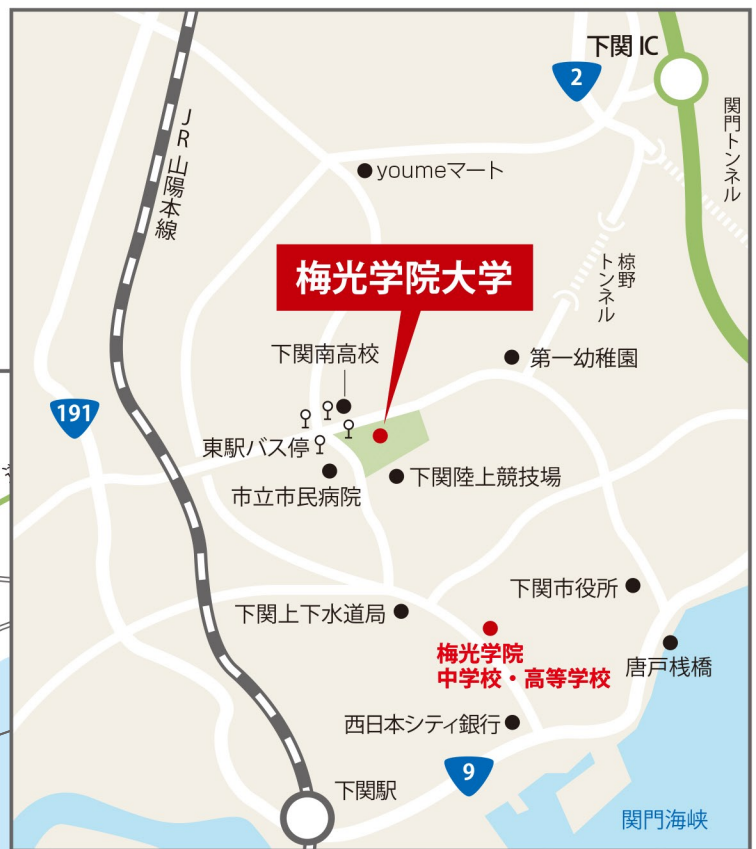 下関 IC
2
関門トンネル
JR 山陽本線
youmeマート
椋野
トンネル
梅光学院大学
下関南高校
第一幼稚園
191
東駅バス停
下関陸上競技場
市立市民病院
下関市役所
下関上下水道局
梅光学院
中学校・高等学校
唐戸桟橋
西日本シティ銀行
9
下関駅
関門海峡